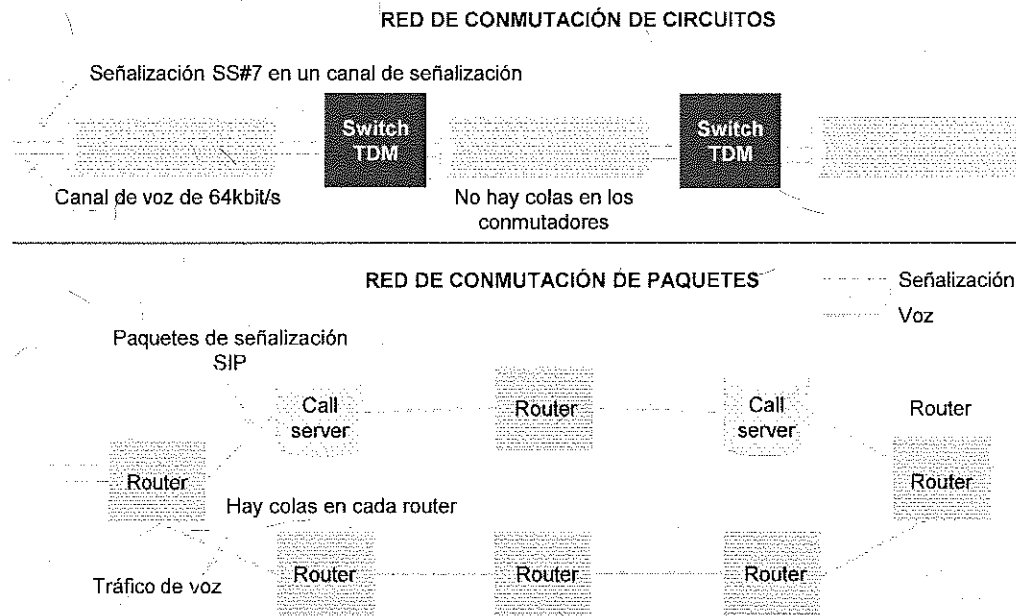 RED DE CONMUTACIÓN DE CIRCUITOS
Señalización SS#7 en un canal de señalización
Switch
TDM
Switch
TDM
Canal de voz de 64kbit/s
No hay colas en los
conmutadores
RED DE CONMUTACIÓN DE PAQUETES
Señalización
Voz
Paquetes de señalización
SIP
Call
server
Router
Call
server
Router
Router
Router
Hay colas en cada router
Tráfico de voz
Router
Router
Router